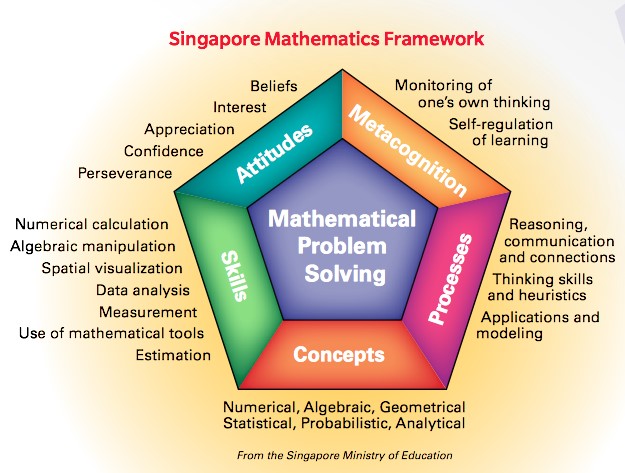 Singapore Mathematics Framework
Beliefs
Interest
Appreciation
Confidence
Perseverance
Attitudes
Monitoring of
one's own thinking
Self-regulation
of learning
Metacognition
Mathematical
Problem
Solving
Numerical calculation
Algebraic manipulation
Spatial visualization
Data analysis
Measurement
Use of mathematical tools
Estimation
Skills
Processes
Reasoning,
communication
and connections
Thinking skills
and heuristics
Applications and
modeling
Concepts
Numerical, Algebraic, Geometrical
Statistical, Probabilistic, Analytical
From the Singapore Ministry of Education